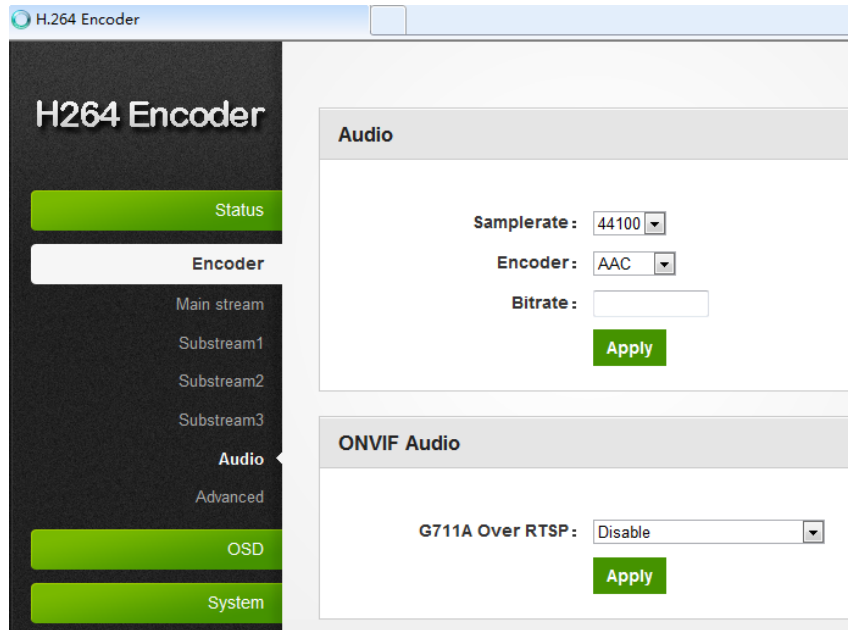 H.264 Encoder
H264 Encoder
Status
Encoder
Main stream
Substream1
Substream2
Substream3
Audio
Advanced
OSD
System
Audio
Samplerate: 44100
Encoder: AAC
Bitrate:
Apply
ONVIF Audio
G711A Over RTSP: Disable
Apply